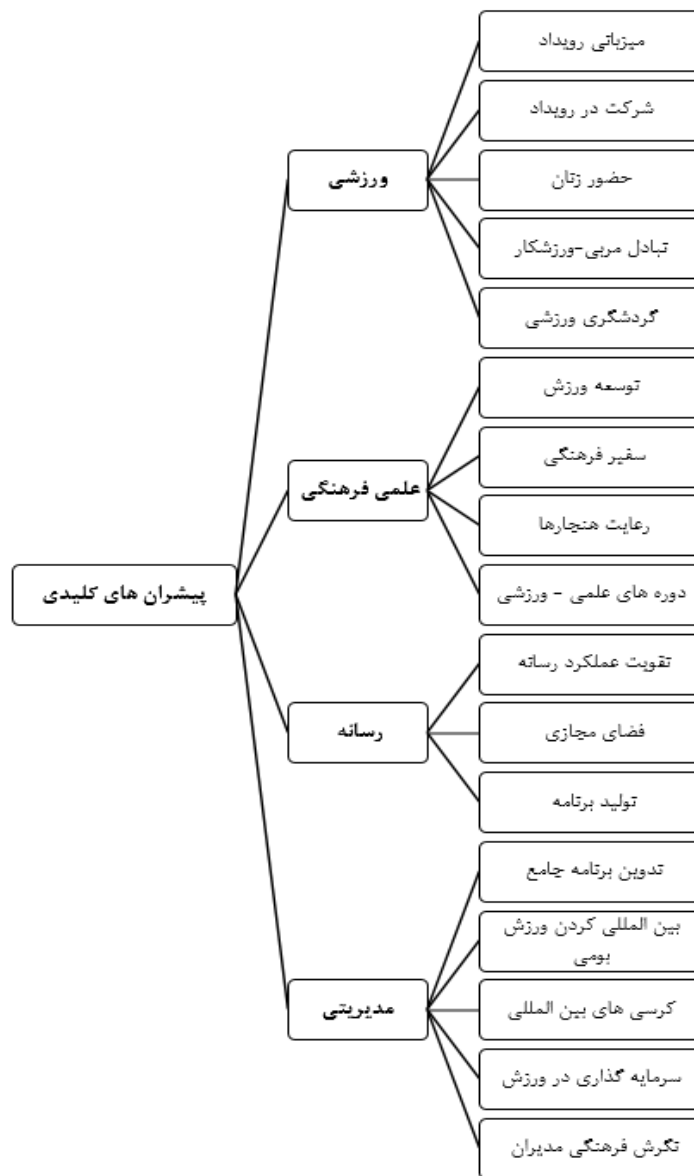 میزبانی رویداد
شرکت در رویداد
ورزشی
حضور زنان
تبادل مربی-ورزشکار
گردشگری ورزشی
توسعه ورزش
سفیر فرهنگی
علمی فرهنگی
رعایت هنجارها
دوره های علمی - ورزشی
پیشران های کلیدی
تقویت عملکرد رسانه
رسانه
فضای مجازی
تولید برنامه
تدوین برنامه جامع
بین المللی کردن ورزش
بومی
مدیریتی
کرسی های بین المللی
سرمایه گذاری در ورزش
نگرش فرهنگی مدیران